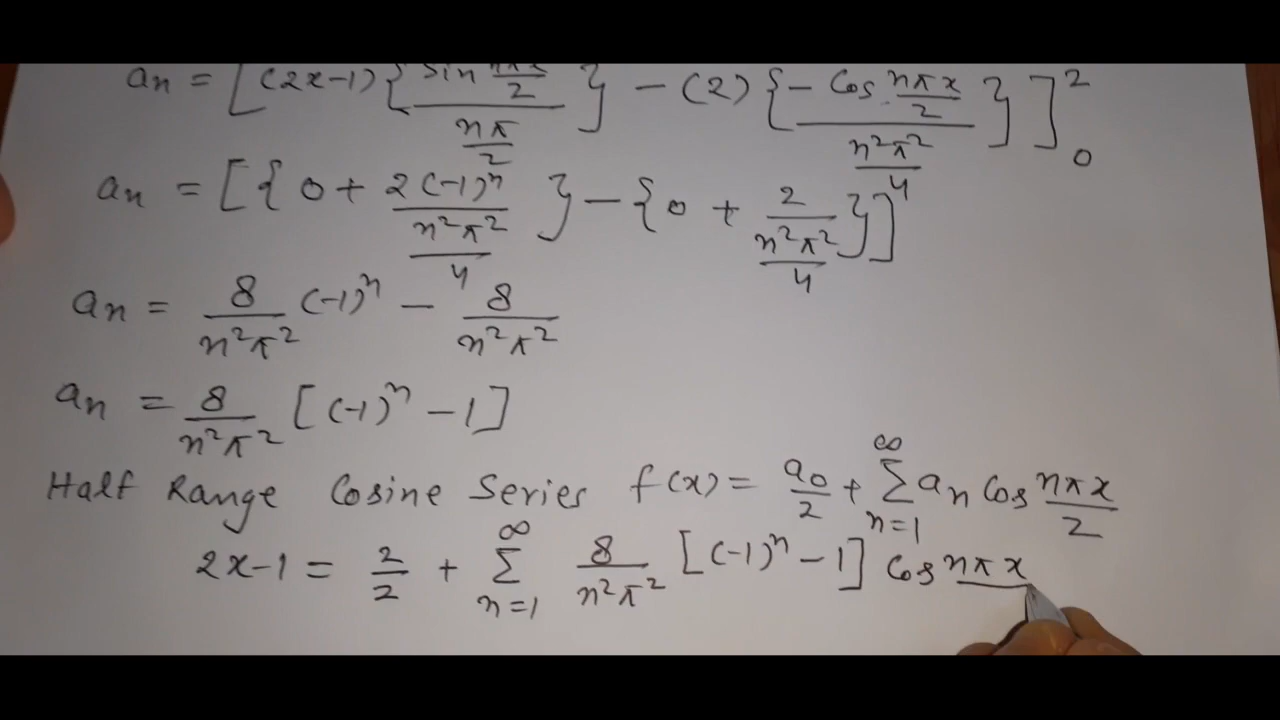 an = [(2x-1){sin nπx/2 / nπ/2} - (2){-Cos nπx/2 / n²π²/4}]²₀
an = [{0 + 2(-1)ⁿ / n²π²/4} - {0 + 2 / n²π²/4}]
an = 8/n²π² (-1)ⁿ - 8/n²π²
an = 8/n²π² [(-1)ⁿ - 1]
Half Range Cosine Series f(x) = a0/2 + ∞Σn=1 an Cos nπx/2
2x-1 = 2/2 + ∞Σn=1 8/n²π² [(-1)ⁿ - 1] Cos nπx